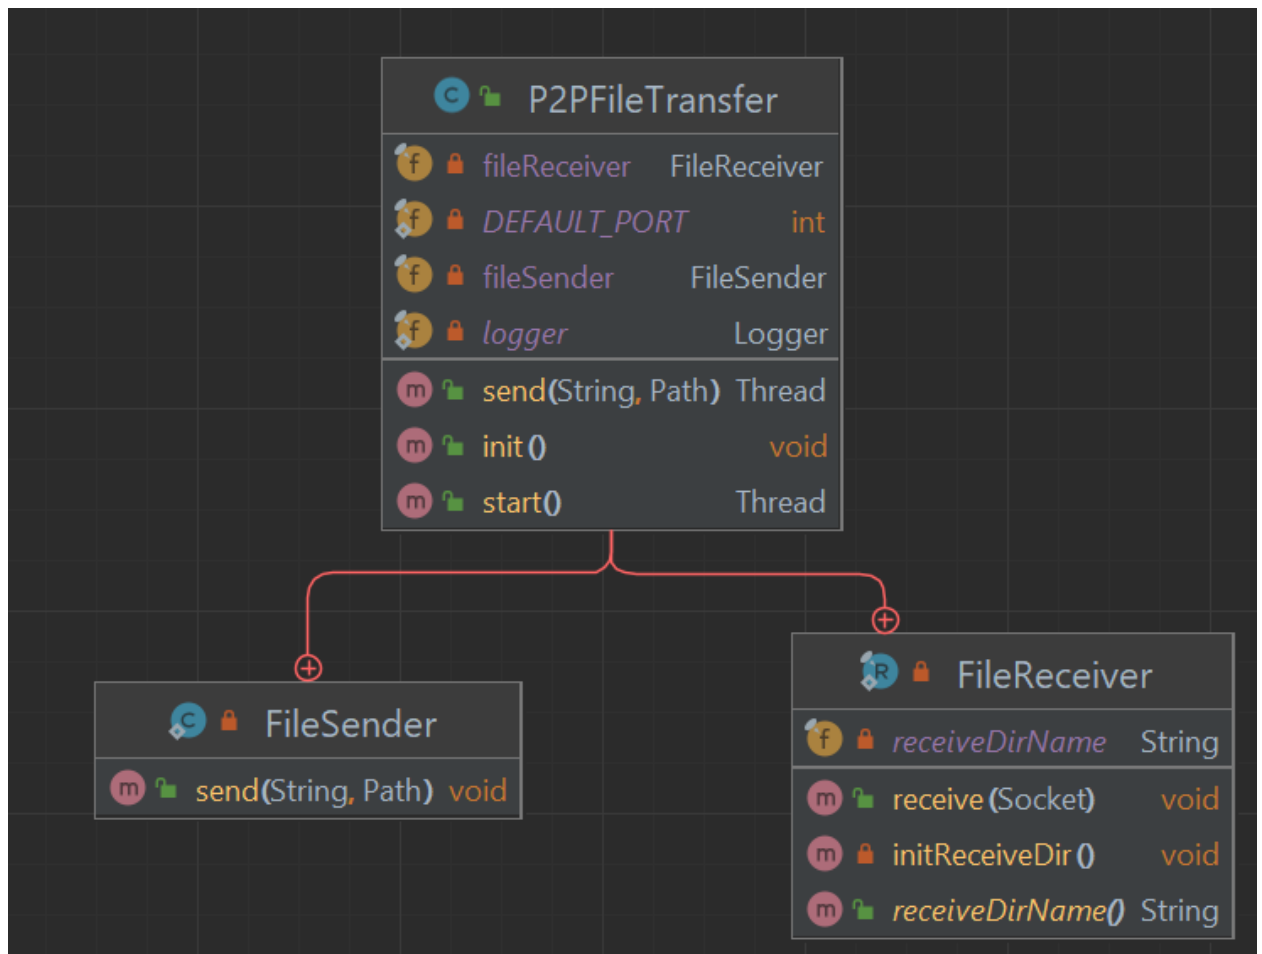 C P2PFileTransfer
f fileReceiver FileReceiver
f DEFAULT_PORT int
f fileSender FileSender
f logger Logger
m send(String, Path) Thread
m init() void
m start() Thread
C FileSender
m send(String, Path) void
R FileReceiver
f receiveDirName String
m receive(Socket) void
m initReceiveDir() void
m receiveDirName() String